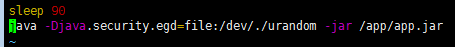 sleep 90
java -Djava.security.egd=file:/dev/./urandom -jar /app/app.jar
~